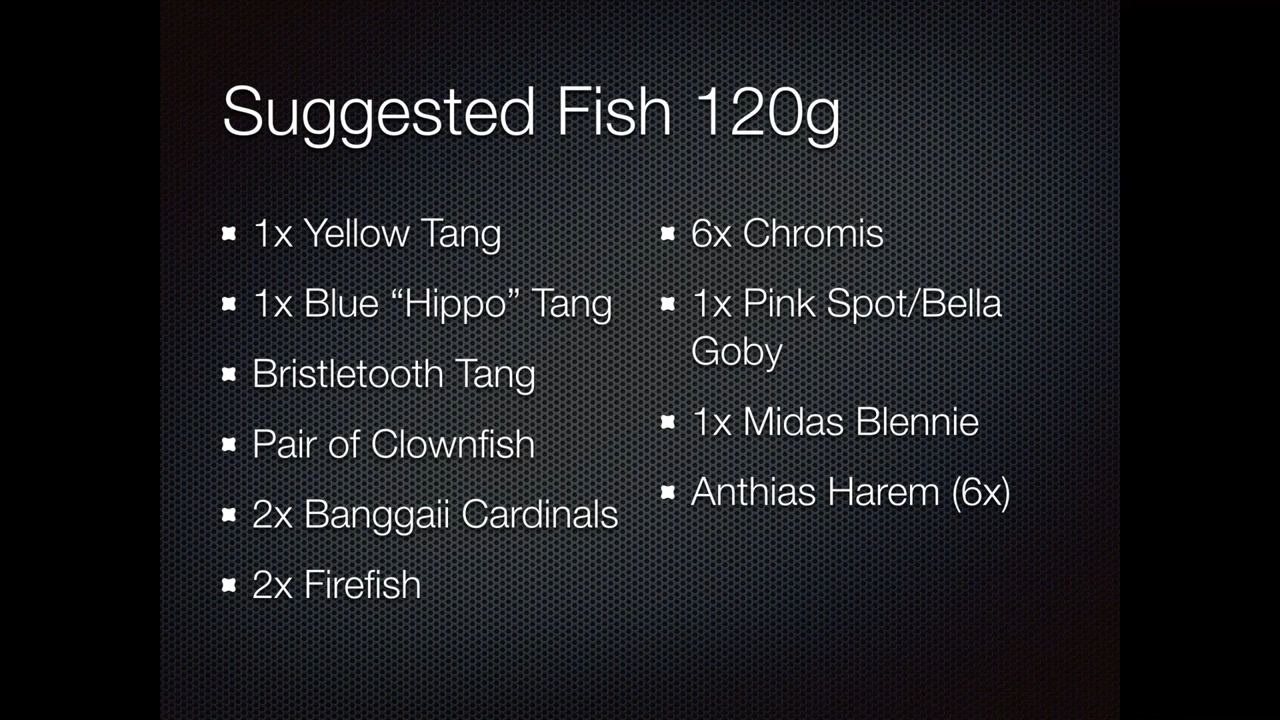 Suggested Fish 120g
1x Yellow Tang
1x Blue “Hippo” Tang
Bristletooth Tang
Pair of Clownfish
2x Banggaii Cardinals
2x Firefish
6x Chromis
1x Pink Spot/Bella
Goby
1x Midas Blennie
Anthias Harem (6x)